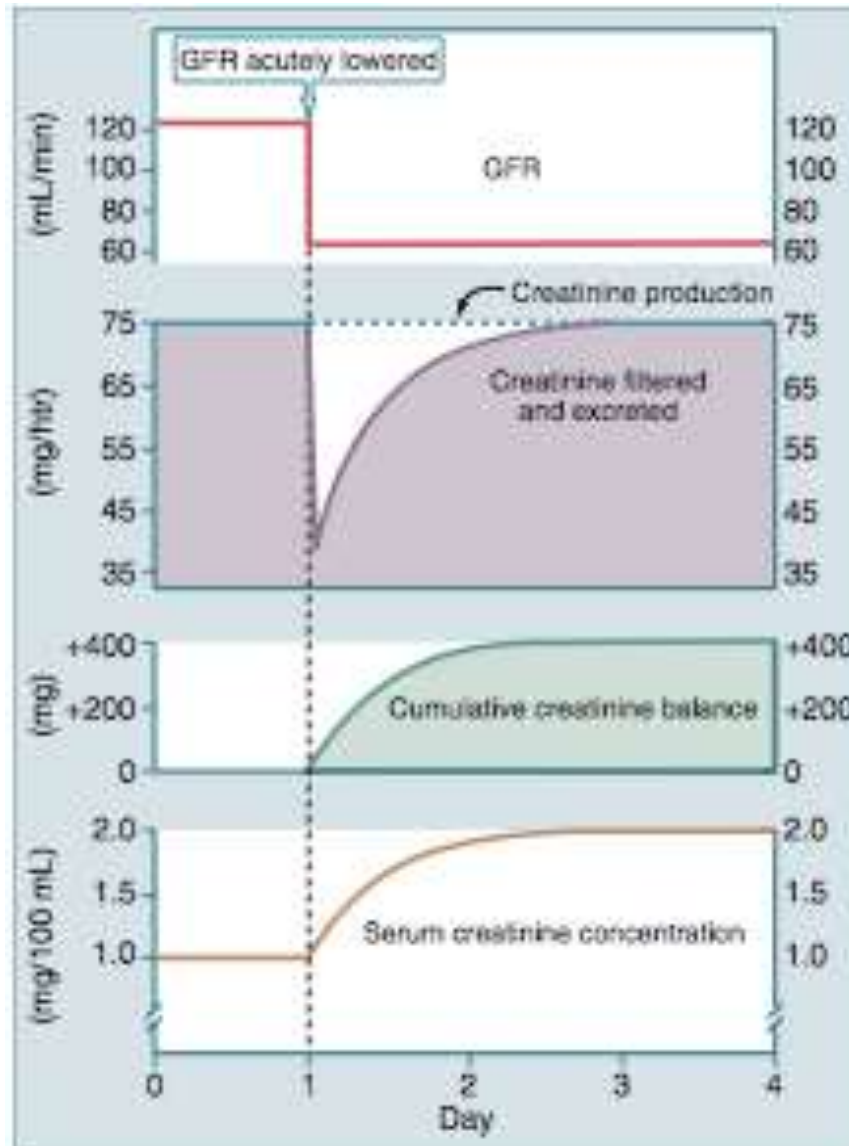 GFR acutely lowered
120
100
80
60
(mL/min)
GFR
120
100
80
60
Creatinine production
75
65
55
45
35
(mg/hr)
Creatinine filtered
and excreted
75
65
55
45
35
+400
+200
0
(mg)
Cumulative creatinine balance
+400
+200
0
2.0
1.5
1.0
(mg/100 mL)
Serum creatinine concentration
2.0
1.5
1.0
0
1
2
3
4
Day